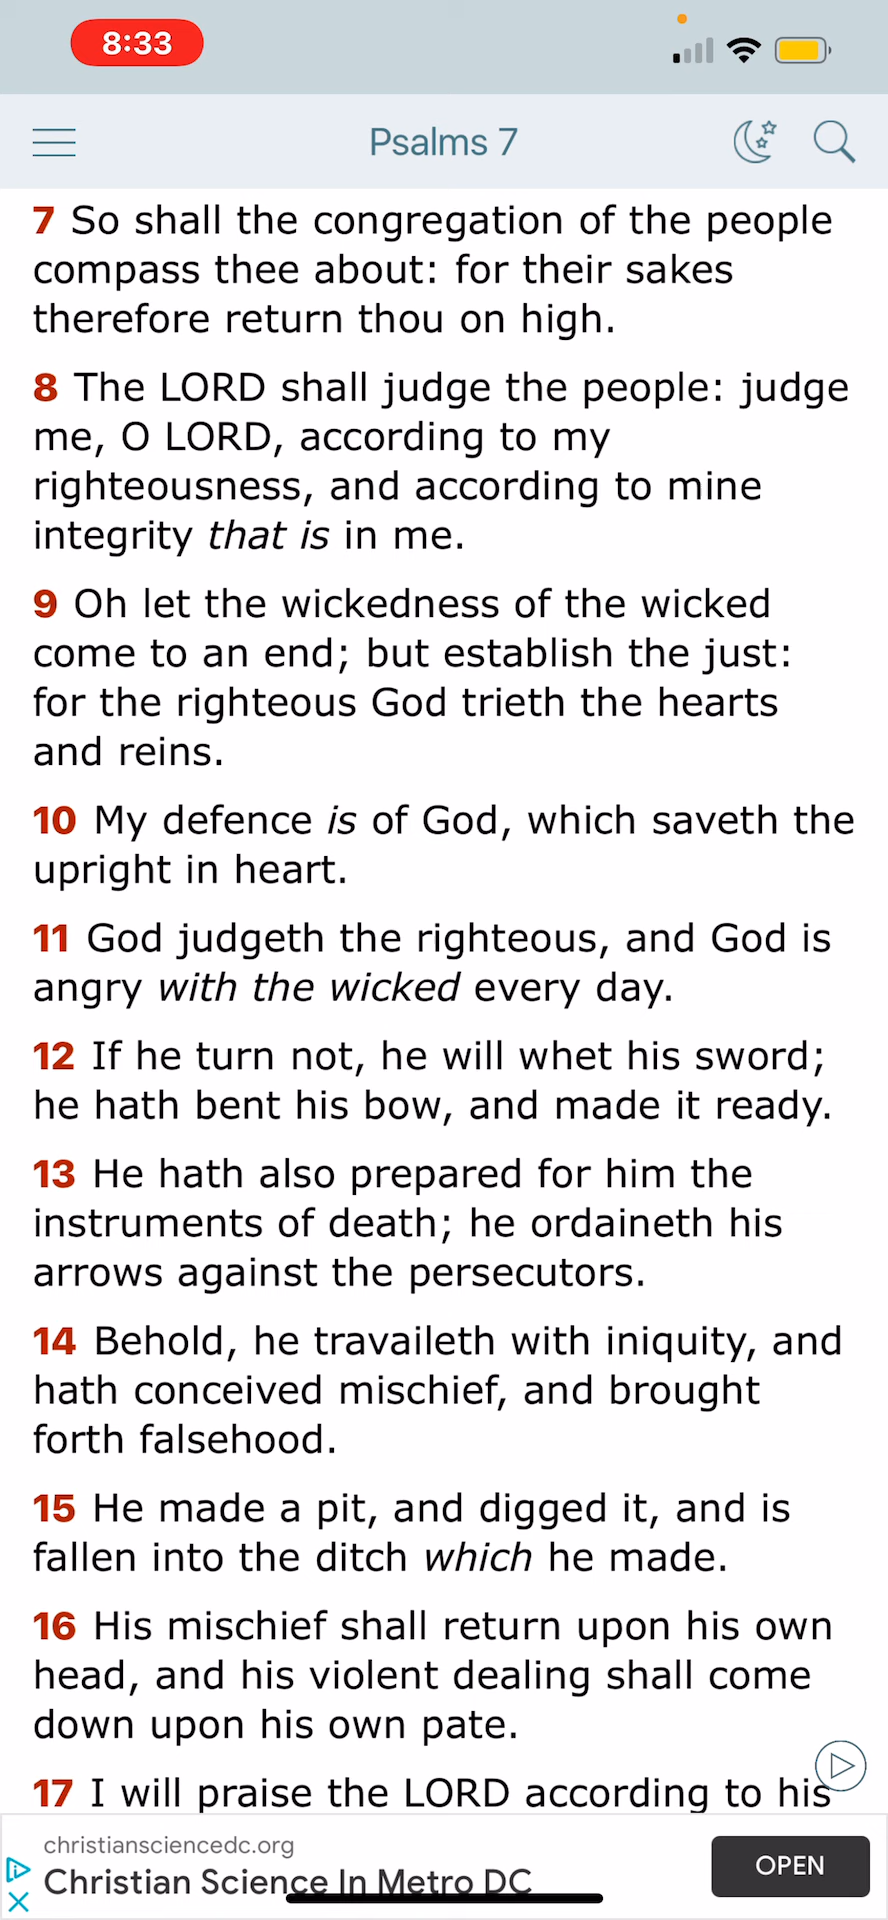 8:33
Psalms 7
7 So shall the congregation of the people
compass thee about: for their sakes
therefore return thou on high.
8 The LORD shall judge the people: judge
me, O LORD, according to my
righteousness, and according to mine
integrity that is in me.
9 Oh let the wickedness of the wicked
come to an end; but establish the just:
for the righteous God trieth the hearts
and reins.
10 My defence is of God, which saveth the
upright in heart.
11 God judgeth the righteous, and God is
angry with the wicked every day.
12 If he turn not, he will whet his sword;
he hath bent his bow, and made it ready.
13 He hath also prepared for him the
instruments of death; he ordaineth his
arrows against the persecutors.
14 Behold, he travaileth with iniquity, and
hath conceived mischief, and brought
forth falsehood.
15 He made a pit, and digged it, and is
fallen into the ditch which he made.
16 His mischief shall return upon his own
head, and his violent dealing shall come
down upon his own pate.
17 I will praise the LORD according to his
christiansciencedc.org
Christian Science In Metro DC
OPEN